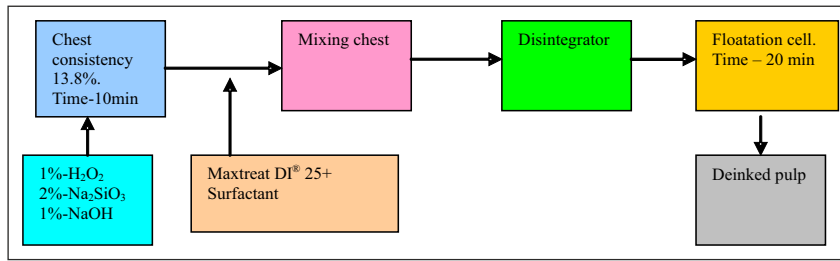 Chest
consistency
13.8%.
Time-10min
Mixing chest
Disintegrator
Floatation cell.
Time – 20 min
1%-H₂O₂
2%-Na₂SiO₃
1%-NaOH
Maxtreat DI® 25+
Surfactant
Deinked pulp